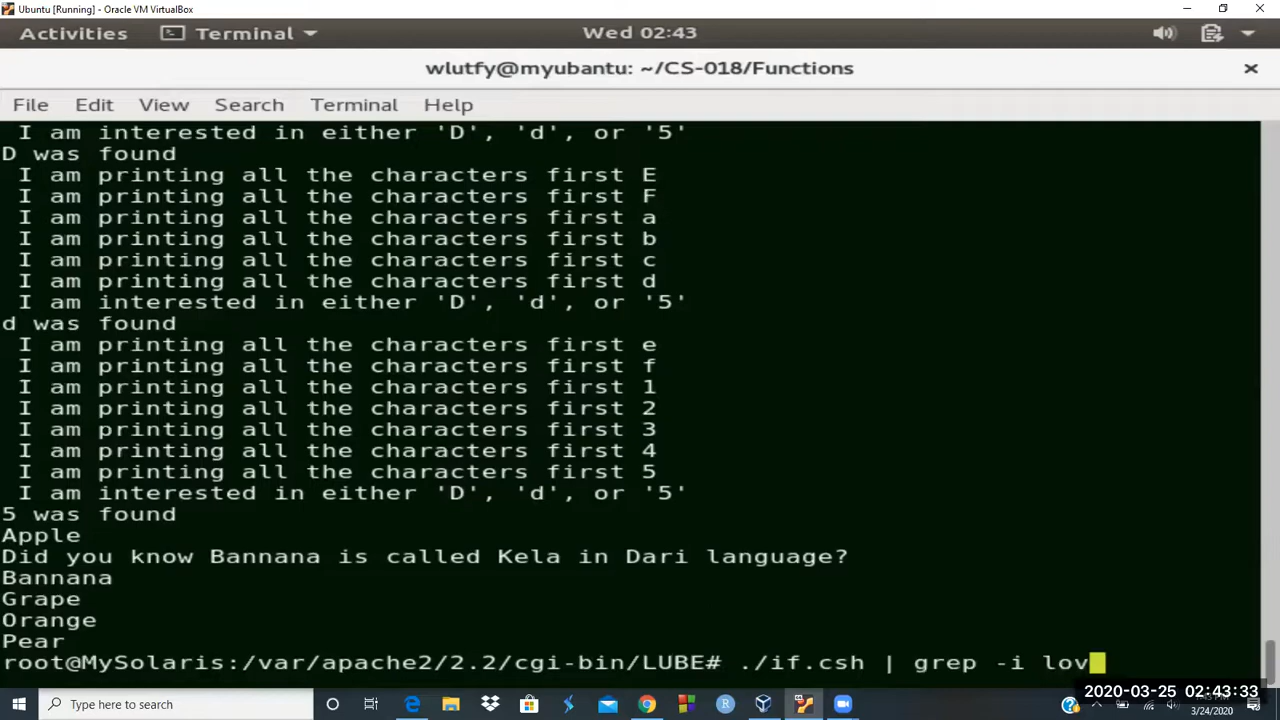 Ubuntu [Running] - Oracle VM VirtualBox
Activities Terminal Wed 02:43
wlutfy@myubantu: ~/CS-018/Functions
File Edit View Search Terminal Help
I am interested in either 'D', 'd', or '5'
D was found
I am printing all the characters first E
I am printing all the characters first F
I am printing all the characters first a
I am printing all the characters first b
I am printing all the characters first c
I am printing all the characters first d
I am interested in either 'D', 'd', or '5'
d was found
I am printing all the characters first e
I am printing all the characters first f
I am printing all the characters first 1
I am printing all the characters first 2
I am printing all the characters first 3
I am printing all the characters first 4
I am printing all the characters first 5
I am interested in either 'D', 'd', or '5'
5 was found
Apple
Did you know Bannana is called Kela in Dari language?
Bannana
Grape
Orange
Pear
root@MySolaris:/var/apache2/2.2/cgi-bin/LUBE# ./if.csh | grep -i lov
2020-03-25 02:43:33
Type here to search
3/24/2020